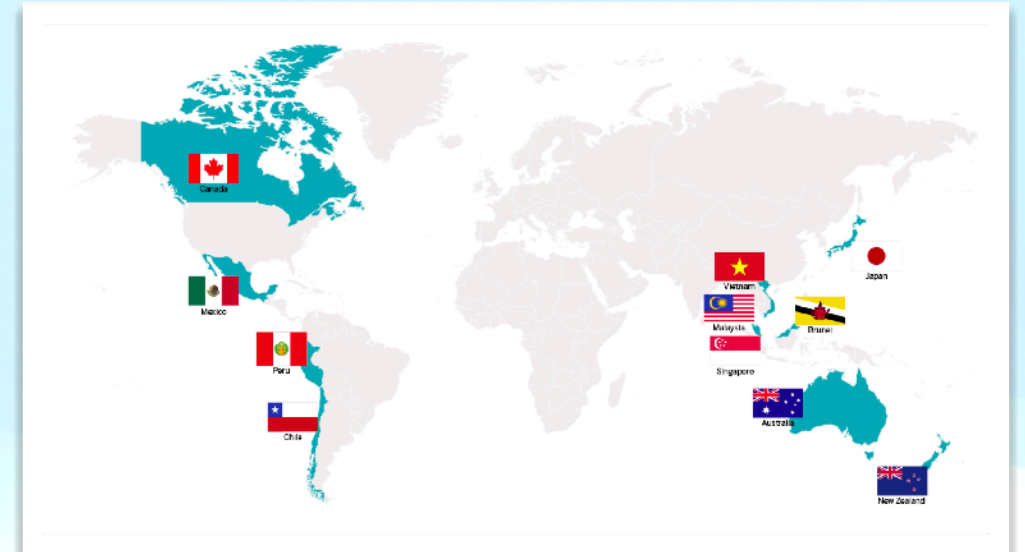 Canada
Mexico
Peru
Chile
Japan
Vietnam
Malaysia
Brunei
Singapore
Australia
New Zealand